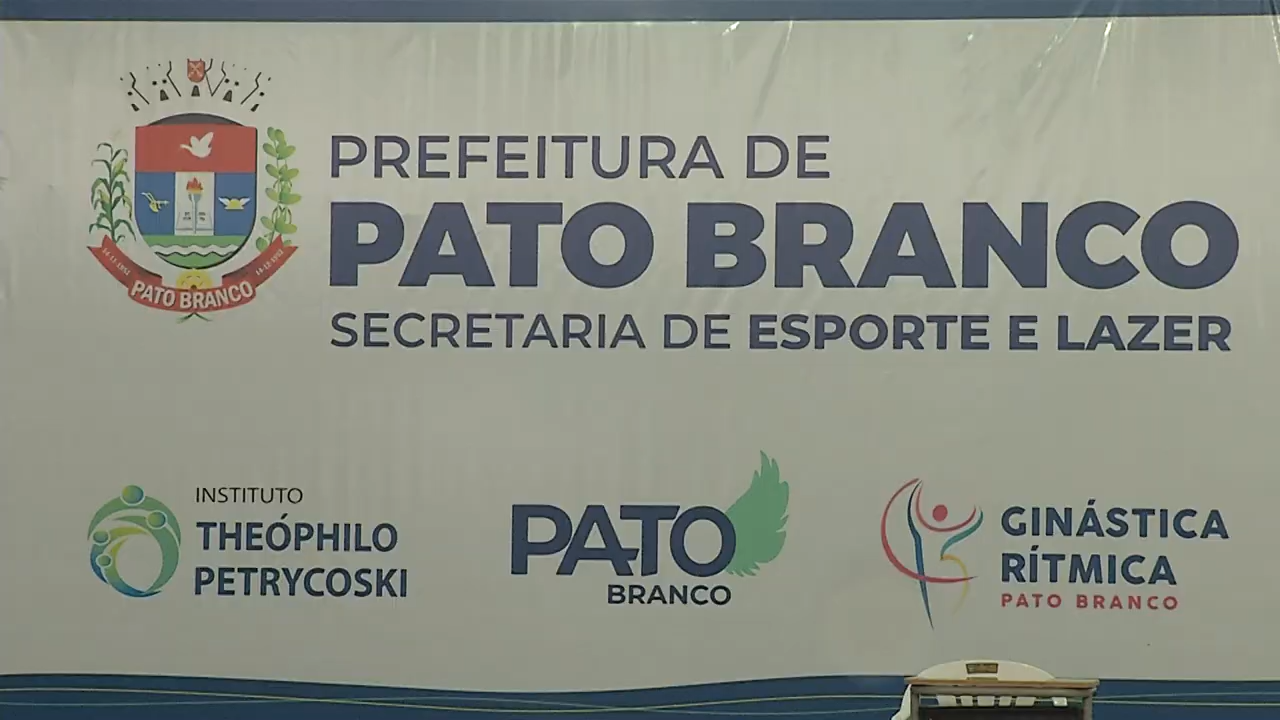 PREFEITURA DE
PATO BRANCO
SECRETARIA DE ESPORTE E LAZER
PATO BRANCO
INSTITUTO
THEÓPHILO
PETRYCOSKI
PATO
BRANCO
GINÁSTICA
RÍTMICA
PATO BRANCO